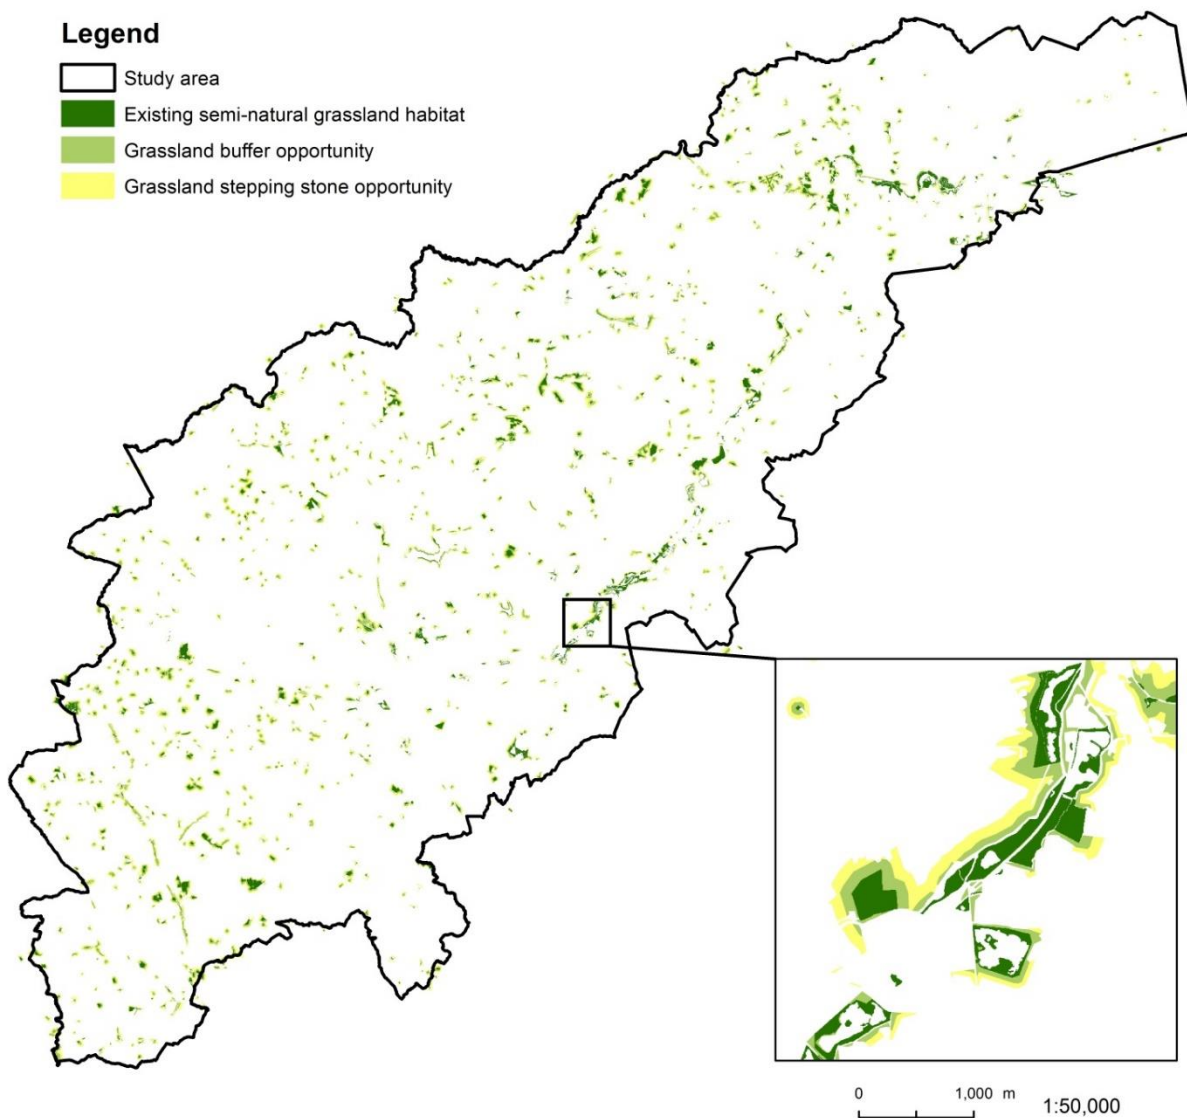 Legend
Study area
Existing semi-natural grassland habitat
Grassland buffer opportunity
Grassland stepping stone opportunity
0 1,000 m 1:50,000